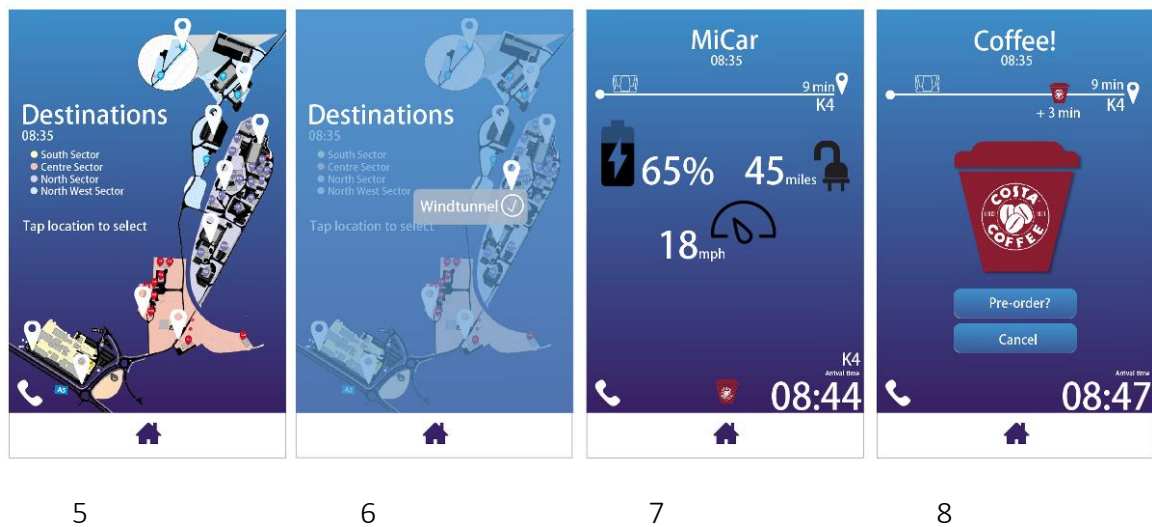 Destinations
08:35
South Sector
Centre Sector
North Sector
North West Sector
Tap location to select
A5
Destinations
08:35
South Sector
Centre Sector
North Sector
North West Sector
Windtunnel
Tap location to select
MiCar
08:35
9 min
K4
65%
45 miles
18 mph
K4
Arrival time
08:44
Coffee!
08:35
9 min
K4
+ 3 min
COSTA
COFFEE
Pre-order?
Cancel
Arrival time
08:47
5
6
7
8